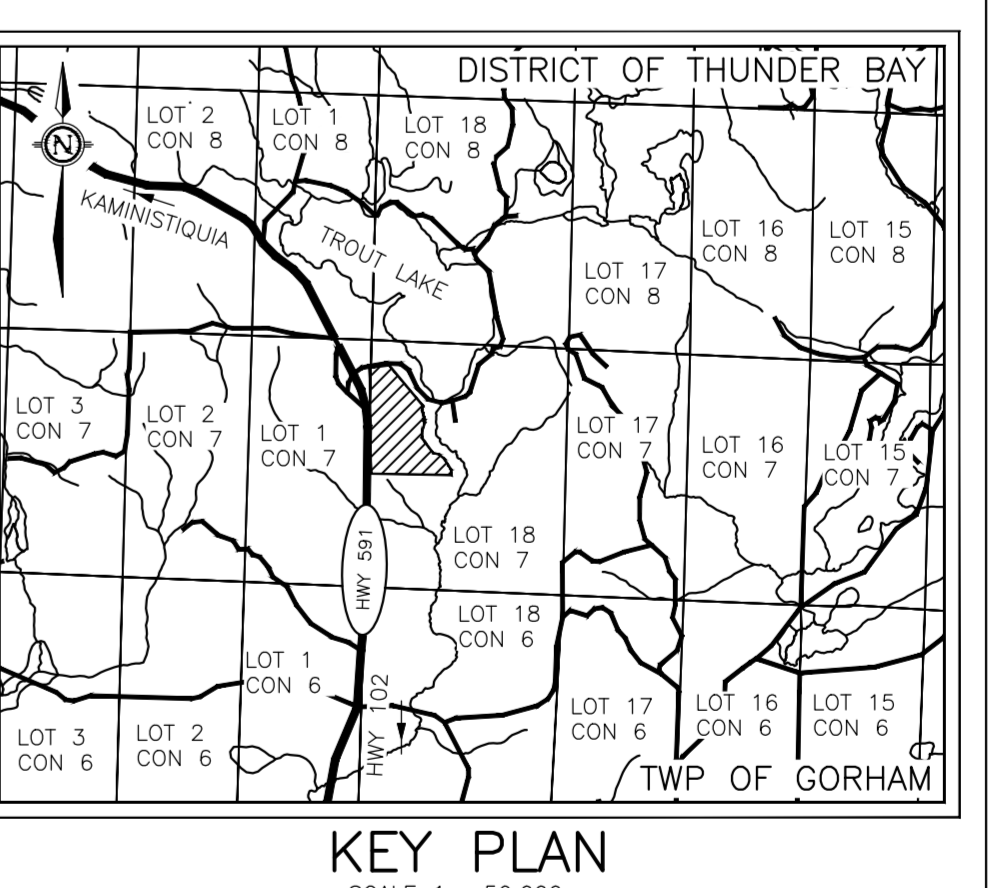 DISTRICT OF THUNDER BAY
N
LOT 2
CON 8
LOT 1
CON 8
LOT 18
CON 8
KAMINISTIQUIA
TROUT LAKE
LOT 17
CON 8
LOT 16
CON 8
LOT 15
CON 8
LOT 3
CON 7
LOT 2
CON 7
LOT 1
CON 7
LOT 17
CON 7
LOT 16
CON 7
LOT 15
CON 7
HWY 591
LOT 18
CON 7
LOT 18
CON 6
LOT 1
CON 6
HWY 102
LOT 3
CON 6
LOT 2
CON 6
LOT 17
CON 6
LOT 16
CON 6
LOT 15
CON 6
TWP OF GORHAM
KEY PLAN